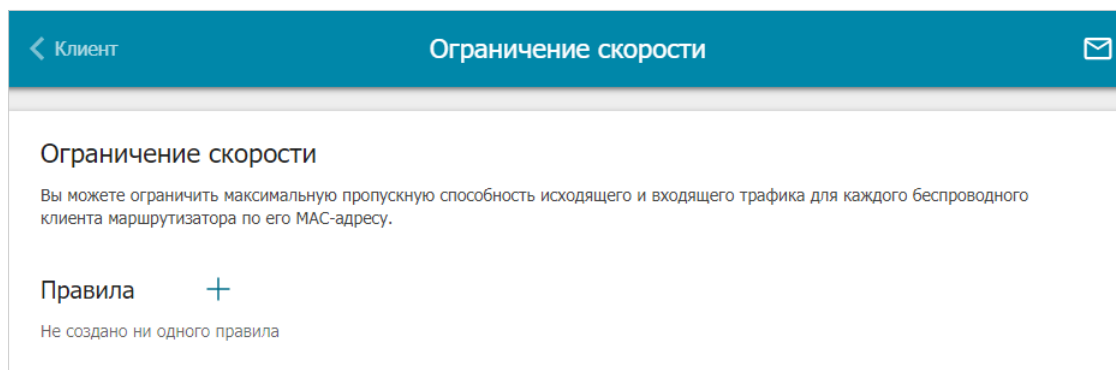 Клиент
Ограничение скорости
Ограничение скорости
Вы можете ограничить максимальную пропускную способность исходящего и входящего трафика для каждого беспроводного
клиента маршрутизатора по его MAC-адресу.
Правила
Не создано ни одного правила